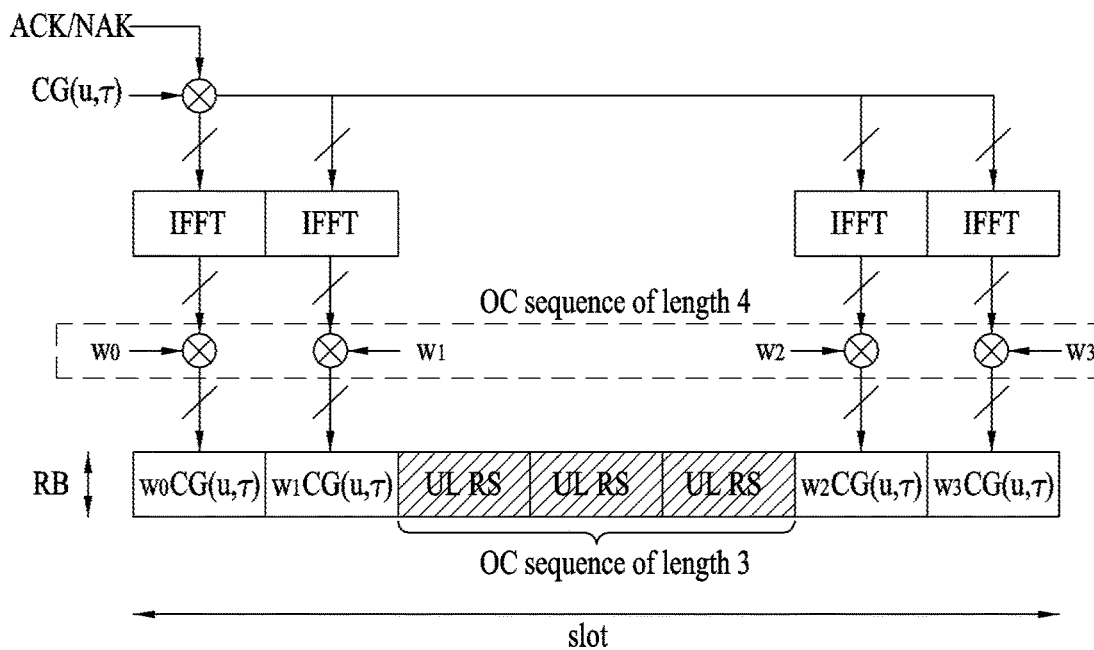 ACK/NAK
CG(u,τ)
IFFT IFFT IFFT IFFT
OC sequence of length 4
w0 w1 w2 w3
RB w0CG(u,τ) w1CG(u,τ) UL RS UL RS UL RS w2CG(u,τ) w3CG(u,τ)
OC sequence of length 3
slot